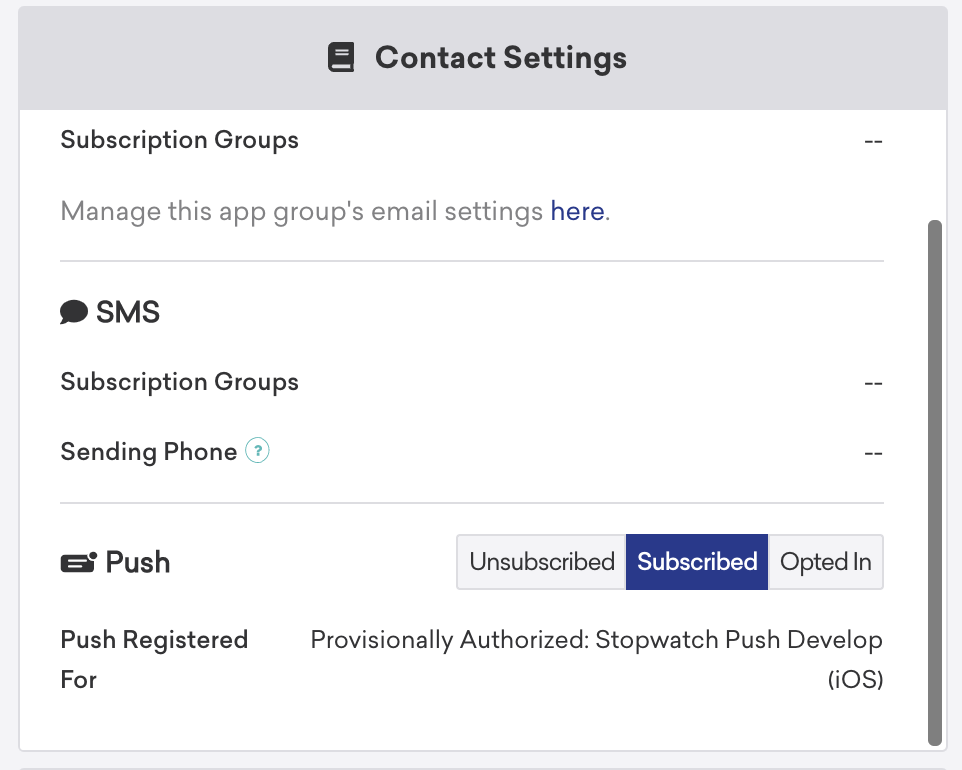 Contact Settings
Subscription Groups --
Manage this app group's email settings here.
SMS
Subscription Groups --
Sending Phone ? --
Push Unsubscribed Subscribed Opted In
Push Registered Provisionally Authorized: Stopwatch Push Develop
For (iOS)